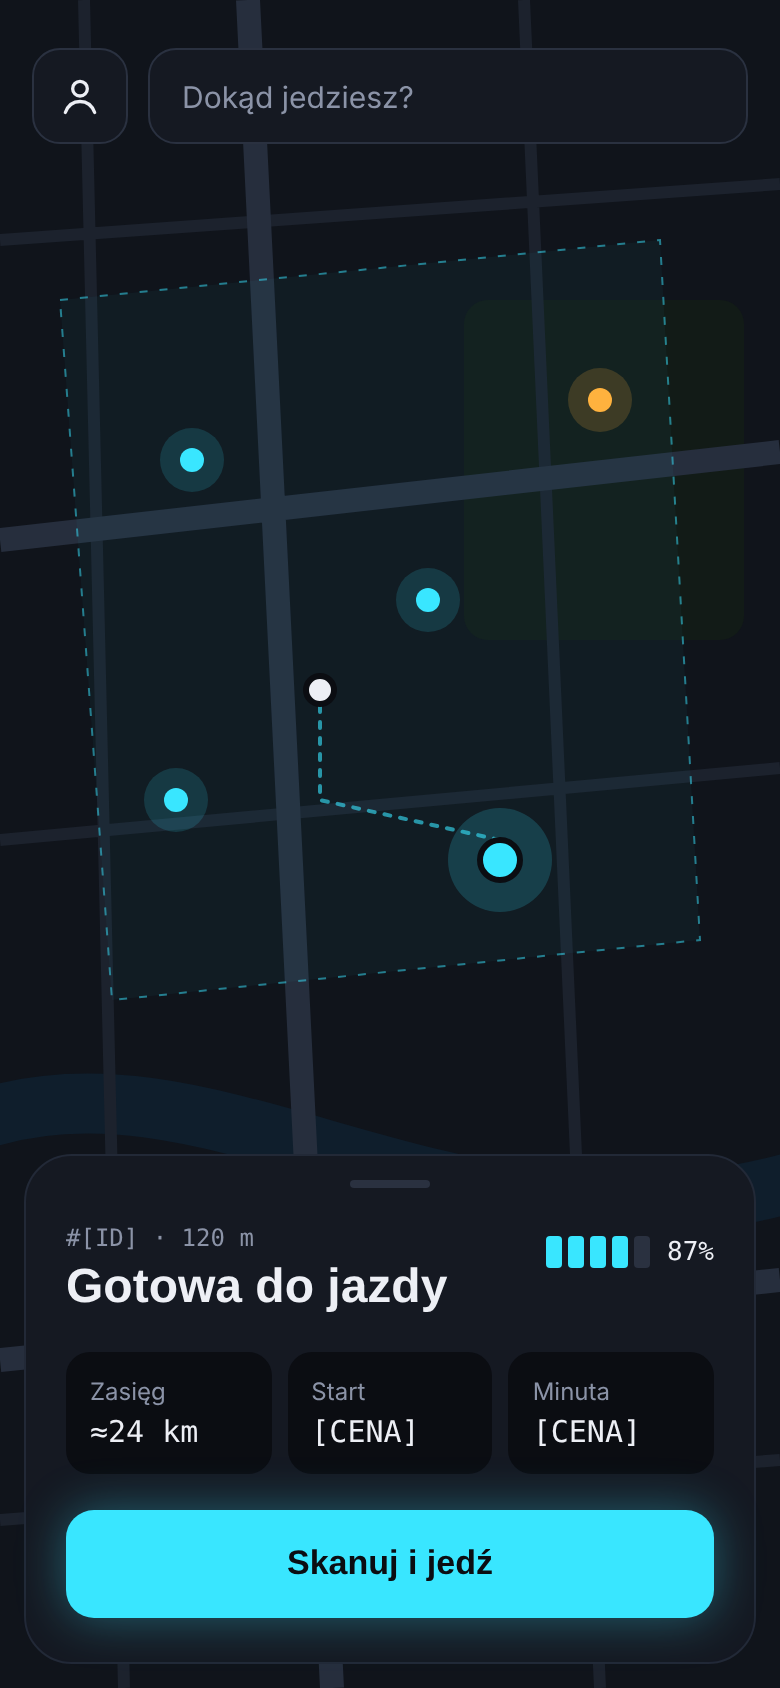 Dokąd jedziesz?
#[ID] · 120 m
87%
Gotowa do jazdy
Zasięg
≈24 km
Start
[CENA]
Minuta
[CENA]
Skanuj i jedź